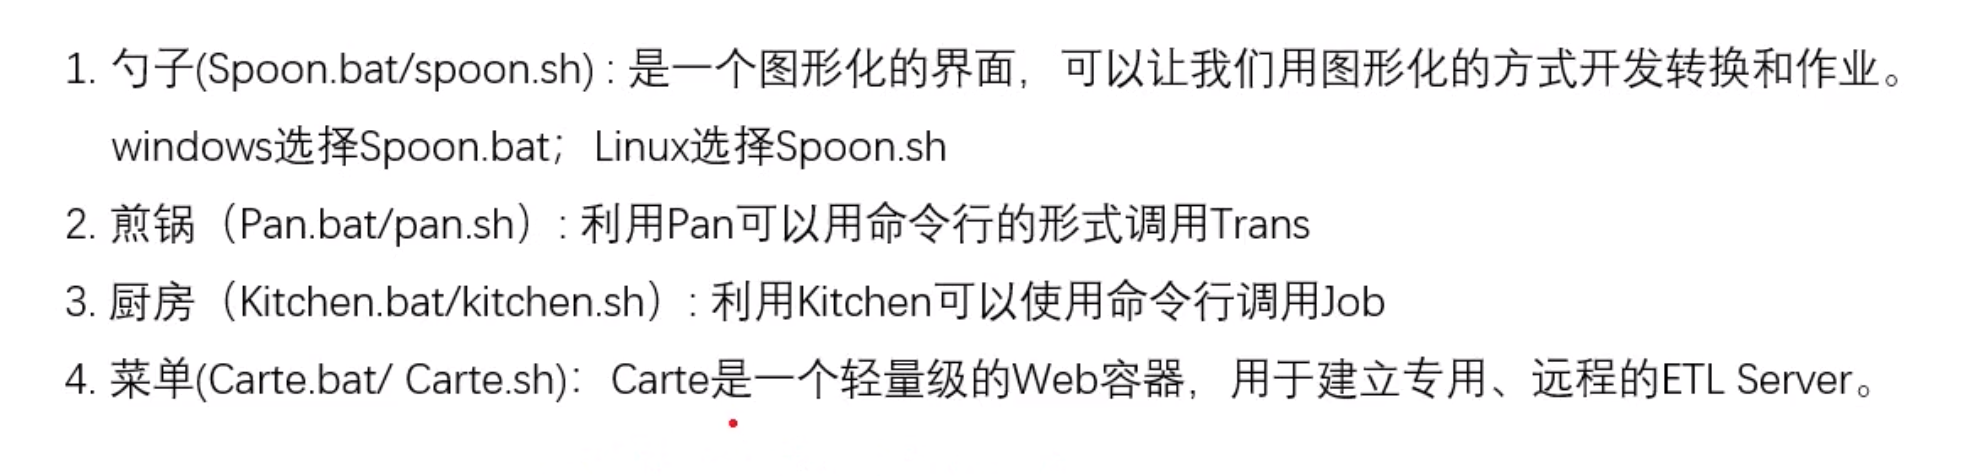 1. 勺子(Spoon.bat/spoon.sh) : 是一个图形化的界面，可以让我们用图形化的方式开发转换和作业。
windows选择Spoon.bat；Linux选择Spoon.sh
2. 煎锅（Pan.bat/pan.sh）: 利用Pan可以用命令行的形式调用Trans
3. 厨房（Kitchen.bat/kitchen.sh）: 利用Kitchen可以使用命令行调用Job
4. 菜单(Carte.bat/ Carte.sh)： Carte是一个轻量级的Web容器，用于建立专用、远程的ETL Server。